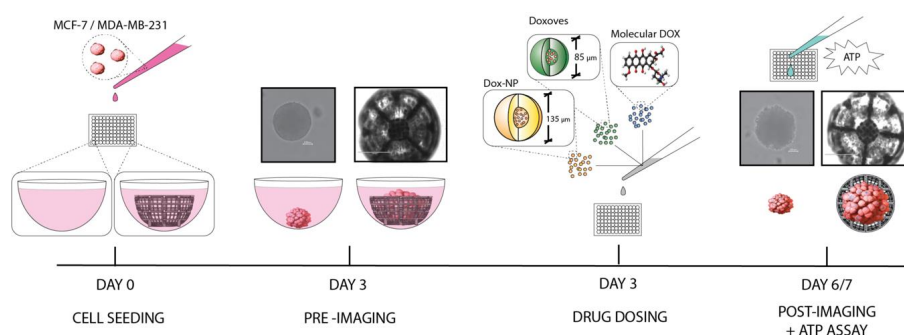 MCF-7 / MDA-MB-231
Doxoves
85 µm
Molecular DOX
Dox-NP
135 µm
ATP
DAY 0
DAY 3
DAY 3
DAY 6/7
CELL SEEDING
PRE -IMAGING
DRUG DOSING
POST-IMAGING
+ ATP ASSAY